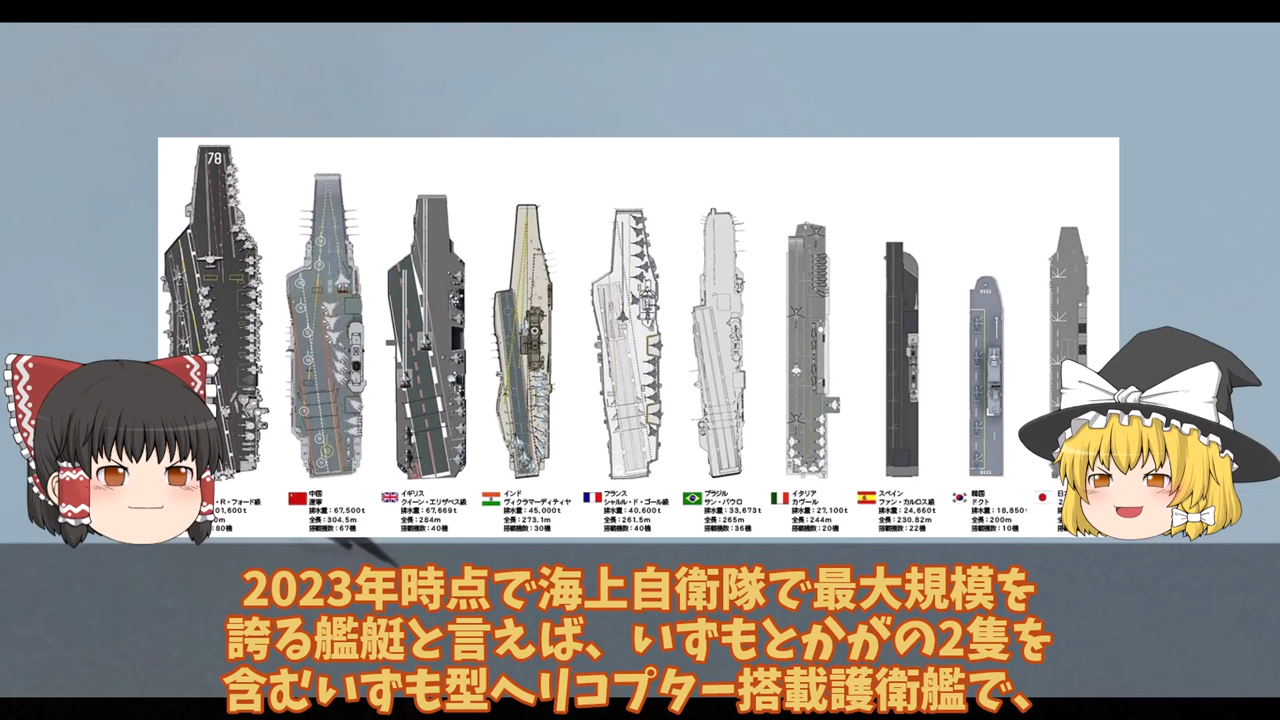 78
・R・フォード級
01,600t
0m
80機
中国
遼寧
排水量：67,500t
全長：304.5m
搭載機数：67機
イギリス
クイーン・エリザベス級
排水量：67,669t
全長：284m
搭載機数：40機
インド
ヴィクラマーディティヤ
排水量：45,000t
全長：273.1m
搭載機数：30機
フランス
シャルル・ド・ゴール級
排水量：40,600t
全長：261.5m
搭載機数：40機
ブラジル
サン・パウロ
排水量：33,673t
全長：265m
搭載機数：36機
イタリア
カヴール
排水量：27,100t
全長：244m
搭載機数：20機
スペイン
ファン・カルロス級
排水量：24,660t
全長：230.82m
搭載機数：22機
韓国
ドクト
排水量：18,850t
全長：200m
搭載機数：10機
2023年時点で海上自衛隊で最大規模を
誇る艦艇と言えば、いずもとかがの2隻を
含むいずも型ヘリコプター搭載護衛艦で、